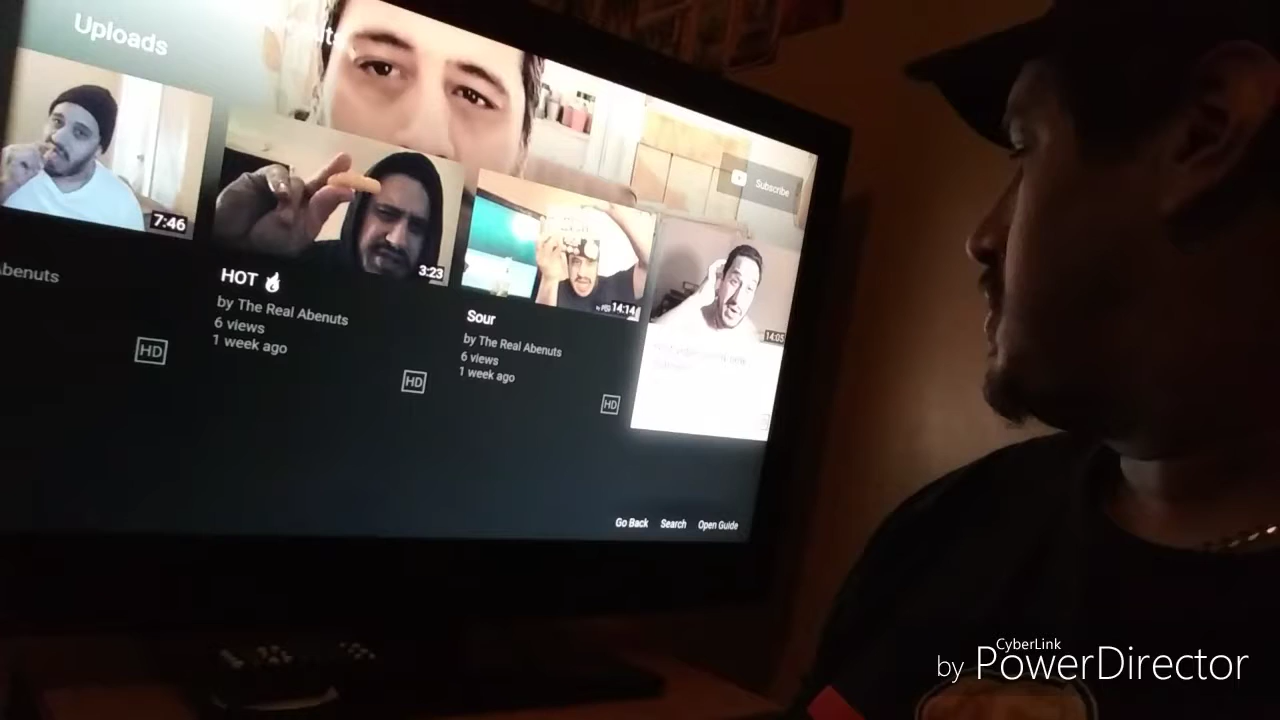 Uploads
Subscribe
7:46
3:23
14:14
14:05
Abenuts
HOT
by The Real Abenuts
6 views
1 week ago
HD
Sour
by The Real Abenuts
6 views
1 week ago
HD
HD
Go Back
Search
Open Guide
CyberLink
by PowerDirector